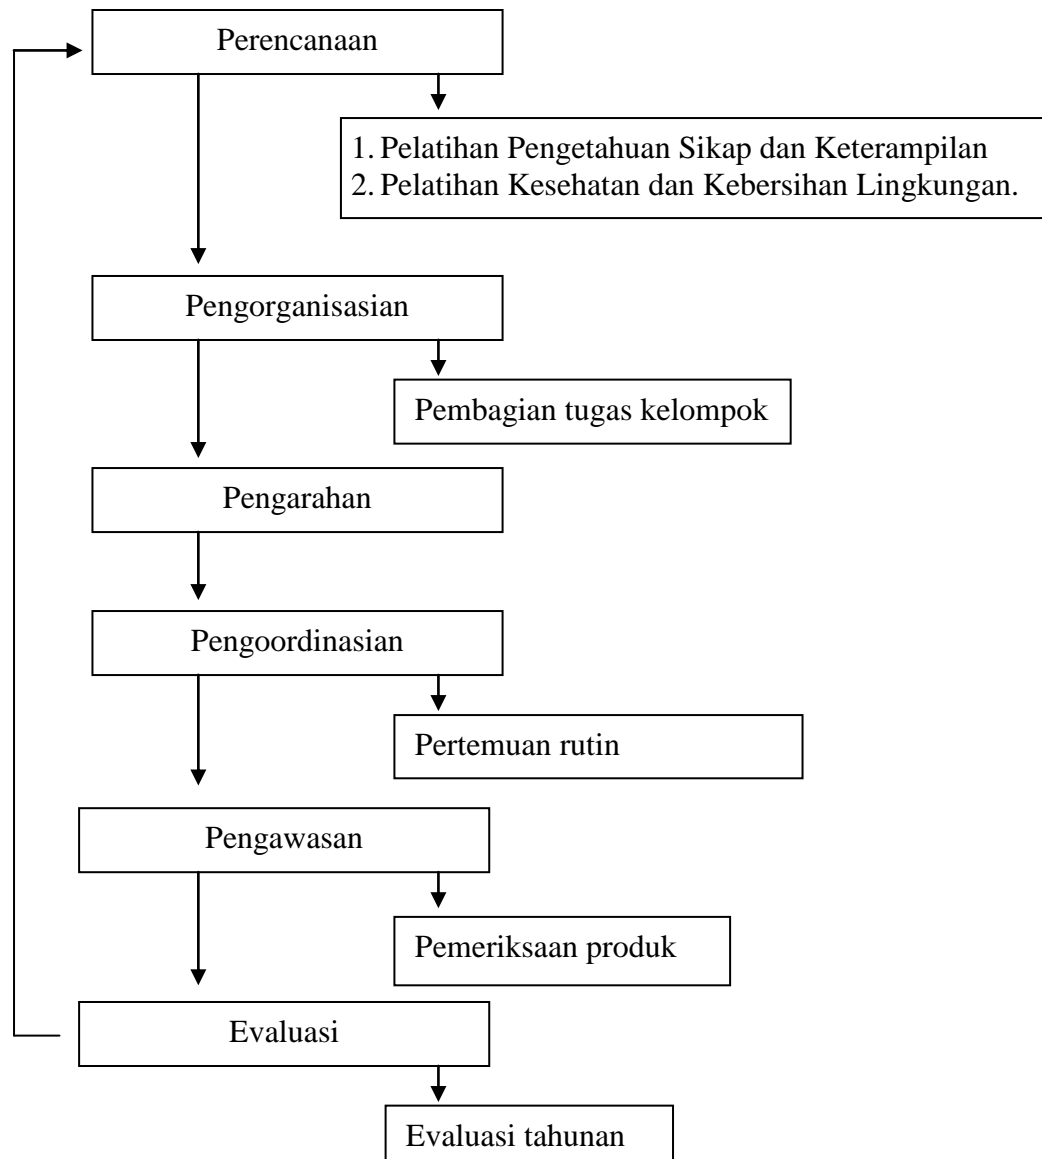 Perencanaan
1. Pelatihan Pengetahuan Sikap dan Keterampilan
2. Pelatihan Kesehatan dan Kebersihan Lingkungan.
Pengorganisasian
Pembagian tugas kelompok
Pengarahan
Pengoordinasian
Pertemuan rutin
Pengawasan
Pemeriksaan produk
Evaluasi
Evaluasi tahunan